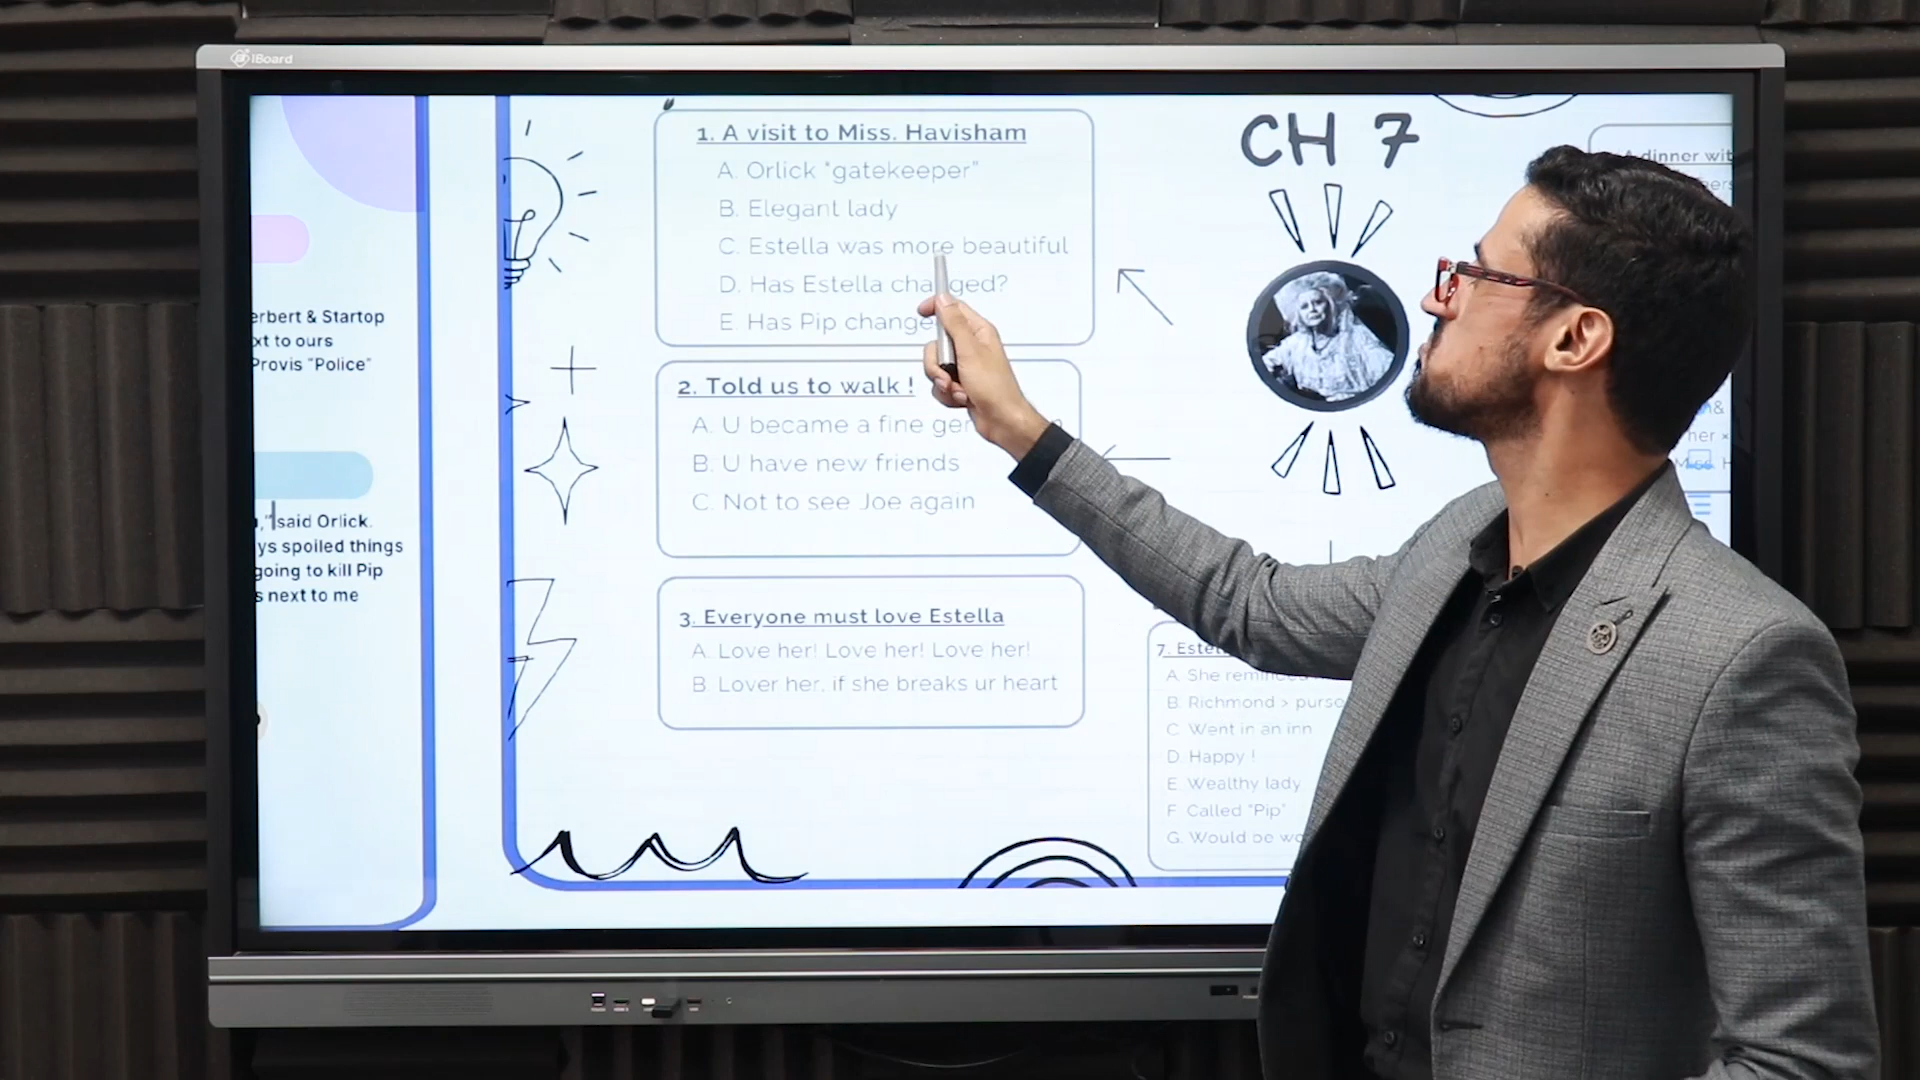 iBoard
erbert & Startop
xt to ours
Provis "Police"
said Orlick.
ys spoiled things
going to kill Pip
s next to me
1. A visit to Miss. Havisham
A. Orlick "gatekeeper"
B. Elegant lady
C. Estella was more beautiful
D. Has Estella changed?
E. Has Pip change
2. Told us to walk !
A. U became a fine ge
B. U have new friends
C. Not to see Joe again
3. Everyone must love Estella
A. Love her! Love her! Love her!
B. Lover her, if she breaks ur heart
CH 7
A dinner wit
7. Estel
A. She remin
B. Richmond > purs
C. Went in an inn
D. Happy !
E. Wealthy lady
F. Called "Pip"
G. Would be wo